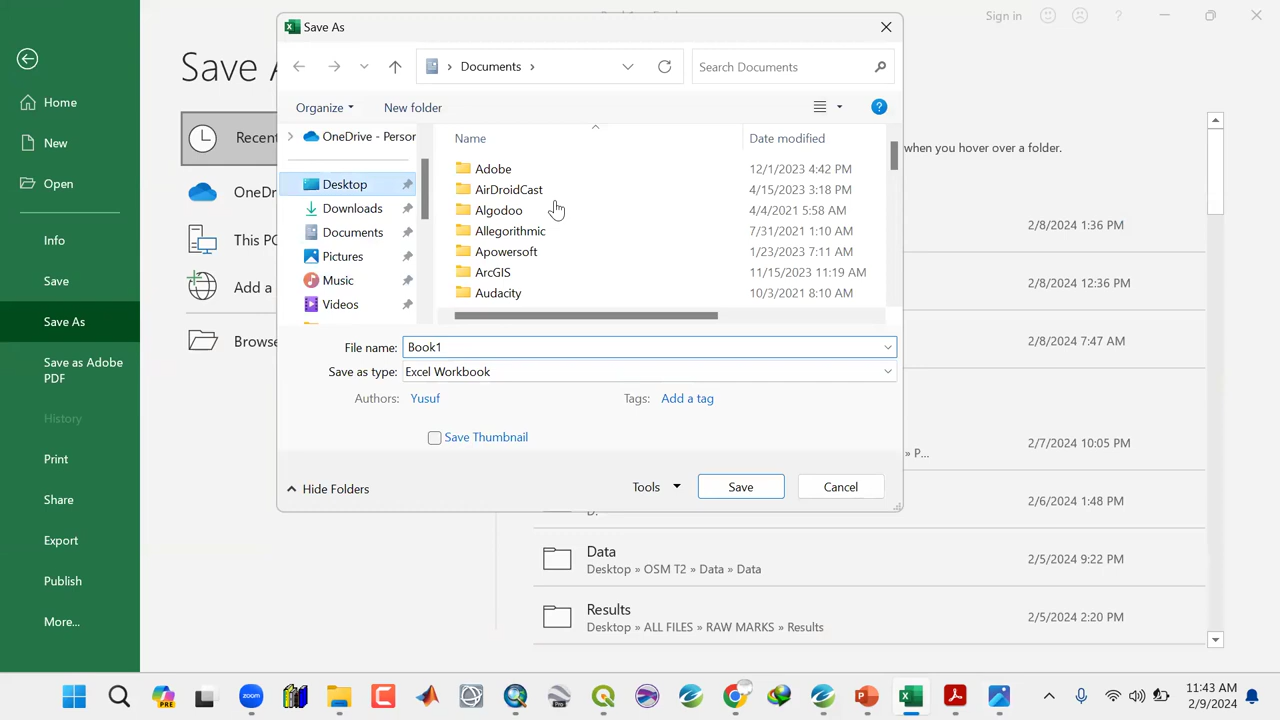 Save As
Sign in
?
Home
New
Open
Info
Save
Save As
Save as Adobe
PDF
History
Print
Share
Export
Publish
More...
Save A
Recen
OneDr
This PC
Add a
Browse
Documents
Search Documents
Organize
New folder
?
OneDrive - Person
Desktop
Downloads
Documents
Pictures
Music
Videos
Name
Date modified
Adobe 12/1/2023 4:42 PM
AirDroidCast 4/15/2023 3:18 PM
Algodoo 4/4/2021 5:58 AM
Allegorithmic 7/31/2021 1:10 AM
Apowersoft 1/23/2023 7:11 AM
ArcGIS 11/15/2023 11:19 AM
Audacity 10/3/2021 8:10 AM
File name: Book1
Save as type: Excel Workbook
Authors: Yusuf
Tags: Add a tag
Save Thumbnail
Hide Folders
Tools
Save
Cancel
when you hover over a folder.
2/8/2024 1:36 PM
2/8/2024 12:36 PM
2/8/2024 7:47 AM
2/7/2024 10:05 PM
» P...
2/6/2024 1:48 PM
D:
Data
Desktop » OSM T2 » Data » Data
2/5/2024 9:22 PM
Results
Desktop » ALL FILES » RAW MARKS » Results
2/5/2024 2:20 PM
PRE
zoom
Pro
11:43 AM
2/9/2024